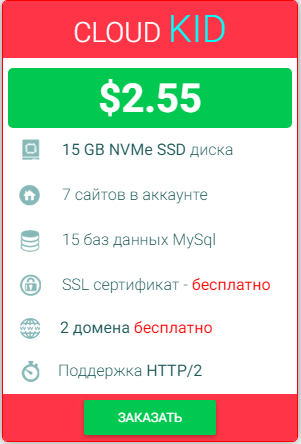 CLOUD KID
$2.55
15 GB NVMe SSD диска
7 сайтов в аккаунте
15 баз данных MySql
SSL сертификат - бесплатно
www
2 домена бесплатно
Поддержка HTTP/2
ЗАКАЗАТЬ